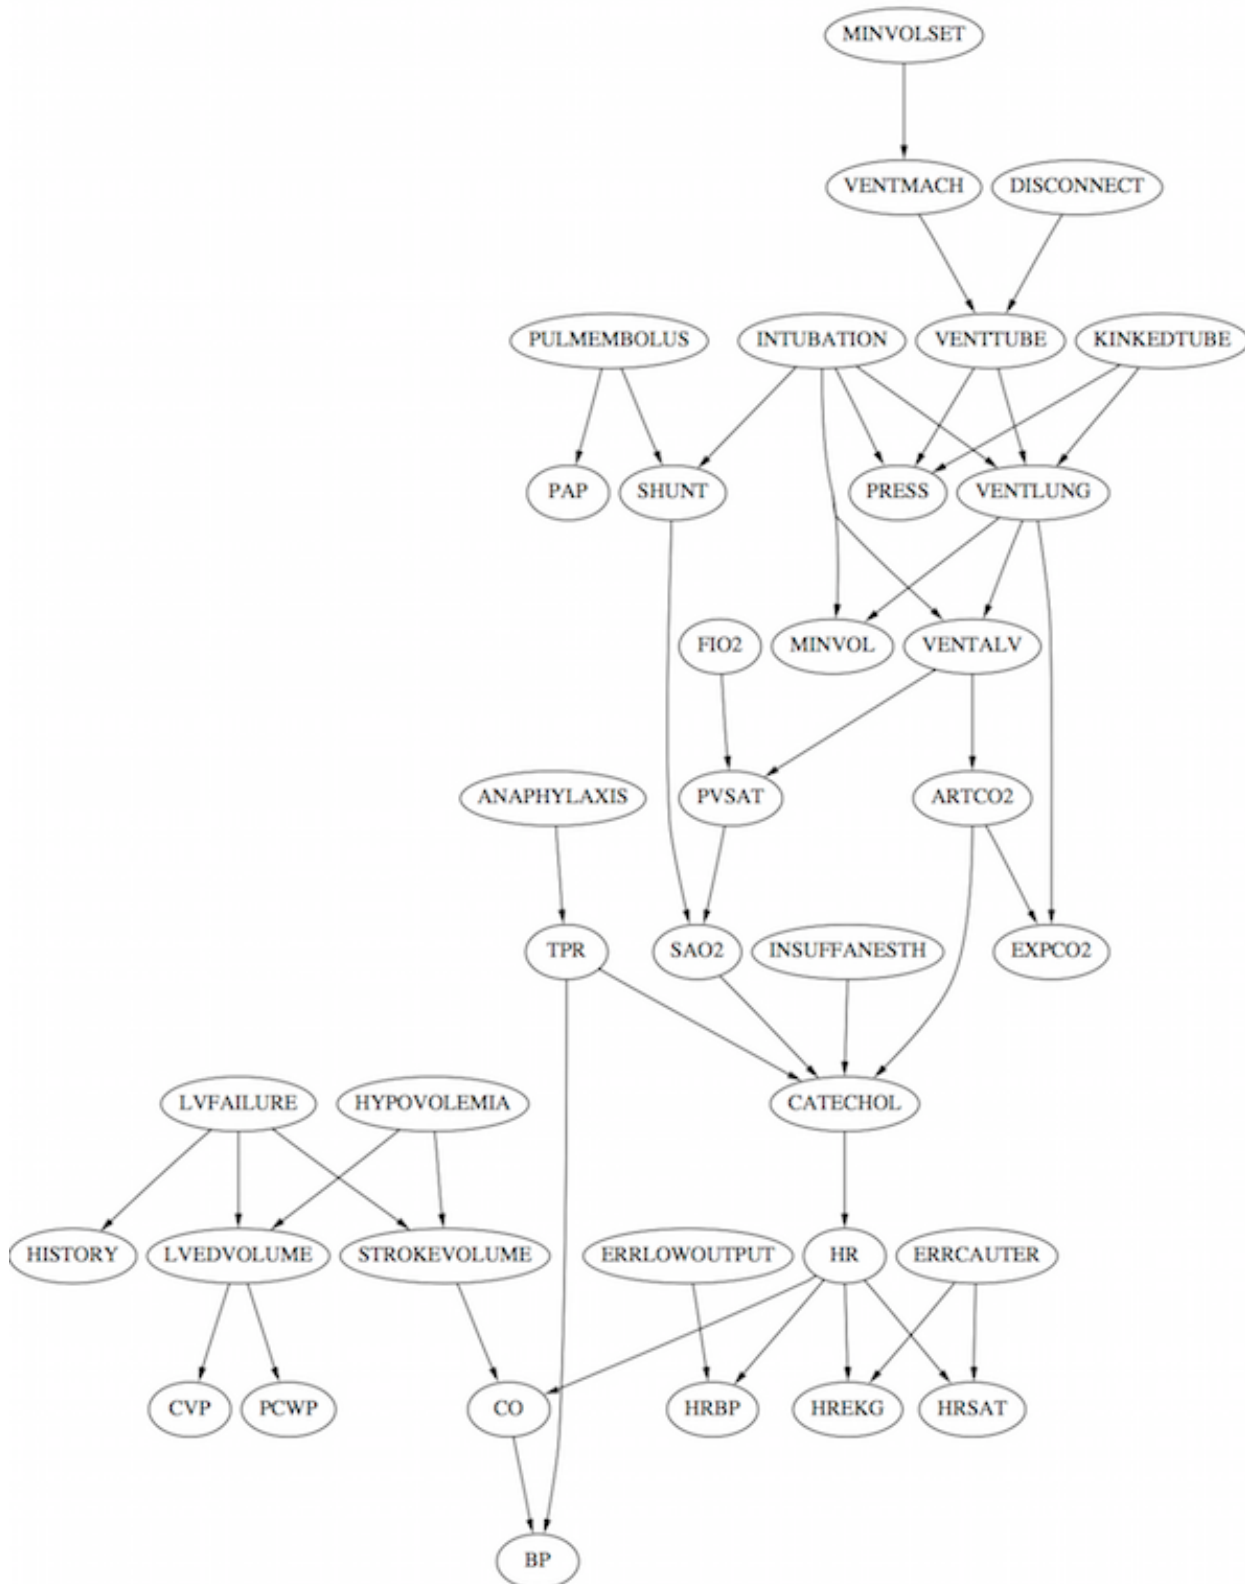 MINVOLSET
VENTMACH DISCONNECT
PULMEMBOLUS INTUBATION VENTTUBE KINKEDTUBE
PAP SHUNT PRESS VENTLUNG
FIO2 MINVOL VENTALV
ANAPHYLAXIS PVSAT ARTCO2
TPR SAO2 INSUFFANESTH EXPCO2
LVFAILURE HYPOVOLEMIA CATECHOL
HISTORY LVEDVOLUME STROKEVOLUME ERRLOWOUTPUT HR ERRCAUTER
CVP PCWP CO HRBP HREKG HRSAT
BP